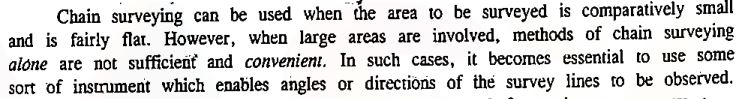 Chain surveying can be used when the area to be surveyed is comparatively small
and is fairly flat. However, when large areas are involved, methods of chain surveying
alone are not sufficient and convenient. In such cases, it becomes essential to use some
sort of instrument which enables angles or directions of the survey lines to be observed.